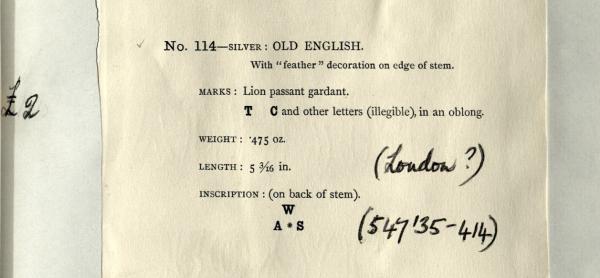 No. 114—SILVER: OLD ENGLISH.
With "feather" decoration on edge of stem.
£2
MARKS: Lion passant gardant.
T C and other letters (illegible), in an oblong.
WEIGHT: ·475 oz.
LENGTH: 5 3/16 in.
(London?)
INSCRIPTION: (on back of stem).
W
A * S
(547'35-414)